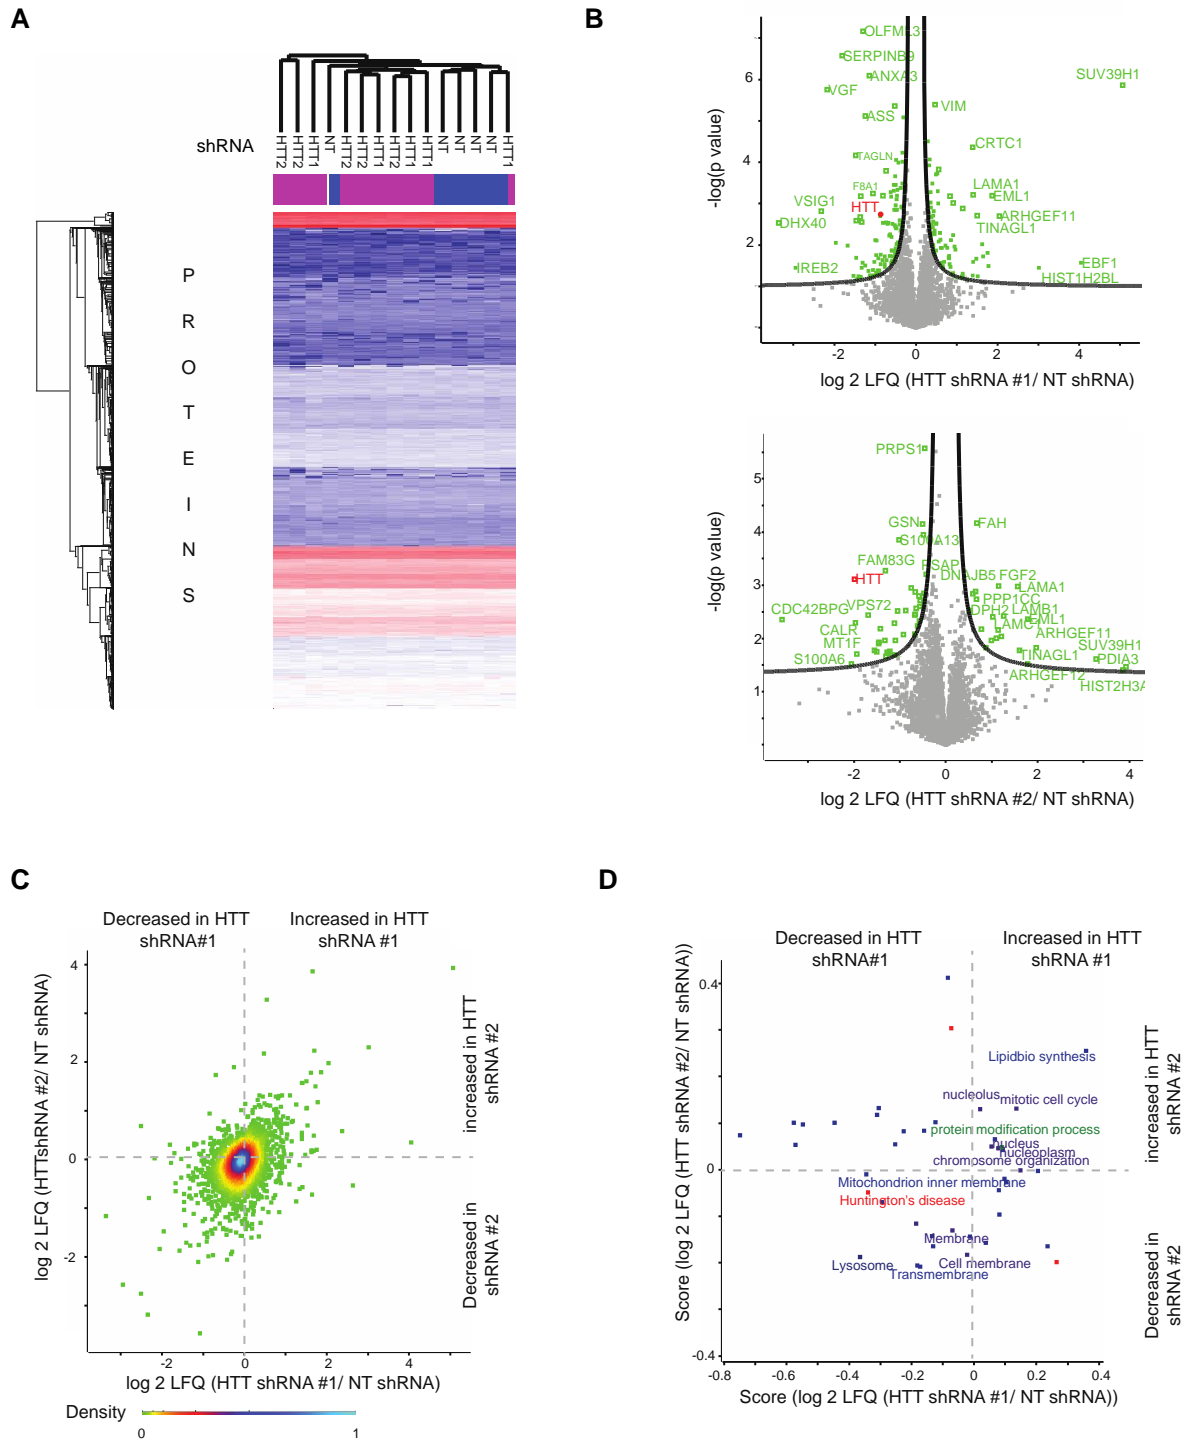 A
shRNA
HTT2
HTT2
HTT1
NT
HTT2
HTT2
HTT1
HTT2
HTT1
HTT1
NT
NT
NT
NT
HTT1
P
R
O
T
E
I
N
S
B
-log(p value)
6
4
2
OLFML3
SERPINB9
ANXA3
VGF
ASS
SUV39H1
VIM
TAGLN
CRTC1
F8A1
LAMA1
VSIG1
HTT
EML1
DHX40
ARHGEF11
TINAGL1
IREB2
EBF1
HIST1H2BL
-2
0
2
4
log 2 LFQ (HTT shRNA #1/ NT shRNA)
-log(p value)
5
4
3
2
1
PRPS1
GSN
FAH
S100A13
FAM83G
PSAP
HTT
DNAJB5
FGF2
LAMA1
PPP1CC
CDC42BPG
VPS72
DPH2
LAMB1
EML1
CALR
LAMC1
ARHGEF11
MT1F
SUV39H1
S100A6
TINAGL1
PDIA3
ARHGEF12
HIST2H3A
-2
0
2
4
log 2 LFQ (HTT shRNA #2/ NT shRNA)
C
Decreased in HTT
shRNA#1
Increased in HTT
shRNA #1
log 2 LFQ (HTTshRNA #2/ NT shRNA)
4
2
0
-2
increased in HTT
shRNA #2
Decreased in
shRNA #2
-2
0
2
4
log 2 LFQ (HTT shRNA #1/ NT shRNA)
Density
0
1
D
Decreased in HTT
shRNA#1
Increased in HTT
shRNA #1
Score (log 2 LFQ (HTT shRNA #2/ NT shRNA))
0.4
0
-0.4
Lipidbio synthesis
nucleolus
mitotic cell cycle
protein modification process
nucleus
nucleoplasm
chromosome organization
Mitochondrion inner membrane
Huntington's disease
Membrane
Lysosome
Cell membrane
Transmembrane
increased in HTT
shRNA #2
Decreased in
shRNA #2
-0.8
-0.6
-0.4
-0.2
0
0.2
0.4
Score (log 2 LFQ (HTT shRNA #1/ NT shRNA))